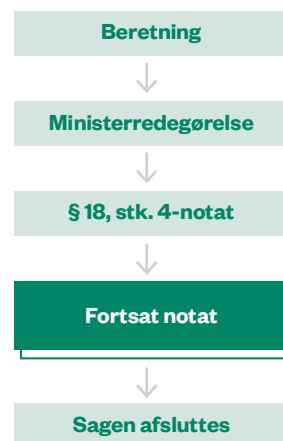 Beretning
Ministerredegørelse
§ 18, stk. 4-notat
Fortsat notat
Sagen afsluttes